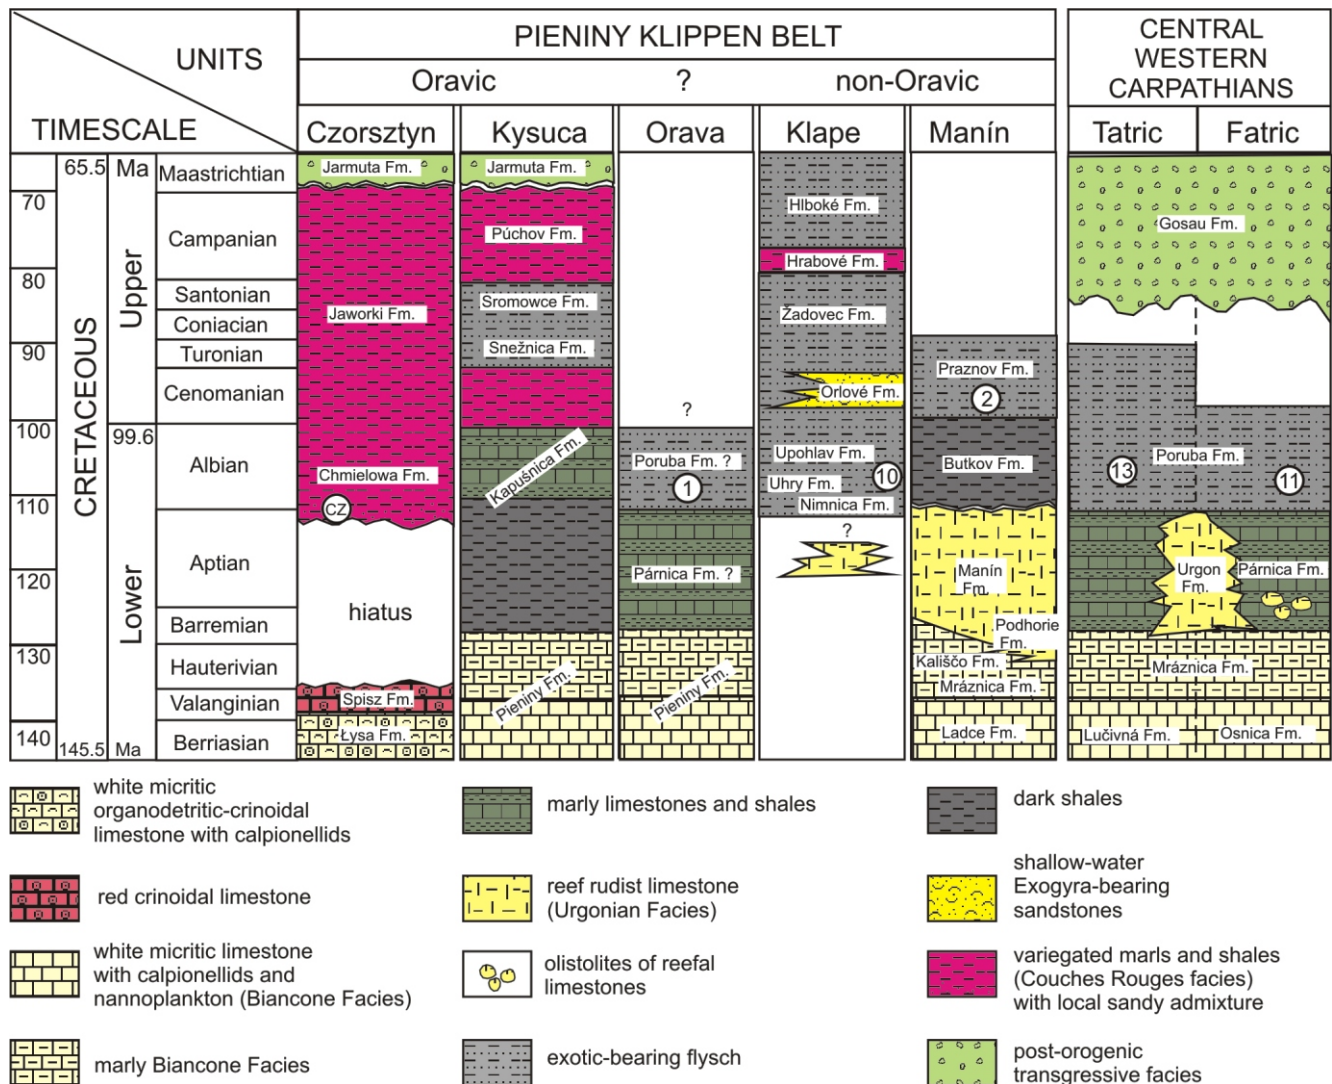 UNITS
TIMESCALE
PIENINY KLIPPEN BELT
Oravic
?
non-Oravic
CENTRAL
WESTERN
CARPATHIANS
Czorsztyn
Kysuca
Orava
Klape
Manín
Tatric
Fatric
65.5 Ma
70
80
90
100
110
120
130
140
99.6
145.5 Ma
CRETACEOUS
Upper
Lower
Maastrichtian
Campanian
Santonian
Coniacian
Turonian
Cenomanian
Albian
Aptian
Barremian
Hauterivian
Valanginian
Berriasian
Jarmuta Fm.
Jaworki Fm.
Chmielowa Fm.
CZ
hiatus
Spisz Fm.
Łysa Fm.
Jarmuta Fm.
Púchov Fm.
Sromowce Fm.
Snežnica Fm.
Kapuśnica Fm.
Pieniny Fm.
?
Poruba Fm. ?
1
Párnica Fm. ?
Pieniny Fm.
Hlboké Fm.
Hrabové Fm.
Žadovec Fm.
Orlové Fm.
Upohlav Fm.
Uhry Fm.
10
Nimnica Fm.
?
Praznov Fm.
2
Butkov Fm.
Manín
Fm.
Podhorie
Fm.
Kališčo Fm.
Mráznica Fm.
Ladce Fm.
Gosau Fm.
Poruba Fm.
13
11
Urgon
Fm.
Párnica Fm.
Mráznica Fm.
Lučivná Fm.
Osnica Fm.
white micritic
organodetritic-crinoidal
limestone with calpionellids
red crinoidal limestone
white micritic limestone
with calpionellids and
nannoplankton (Biancone Facies)
marly Biancone Facies
marly limestones and shales
reef rudist limestone
(Urgonian Facies)
olistolites of reefal
limestones
exotic-bearing flysch
dark shales
shallow-water
Exogyra-bearing
sandstones
variegated marls and shales
(Couches Rouges facies)
with local sandy admixture
post-orogenic
transgressive facies